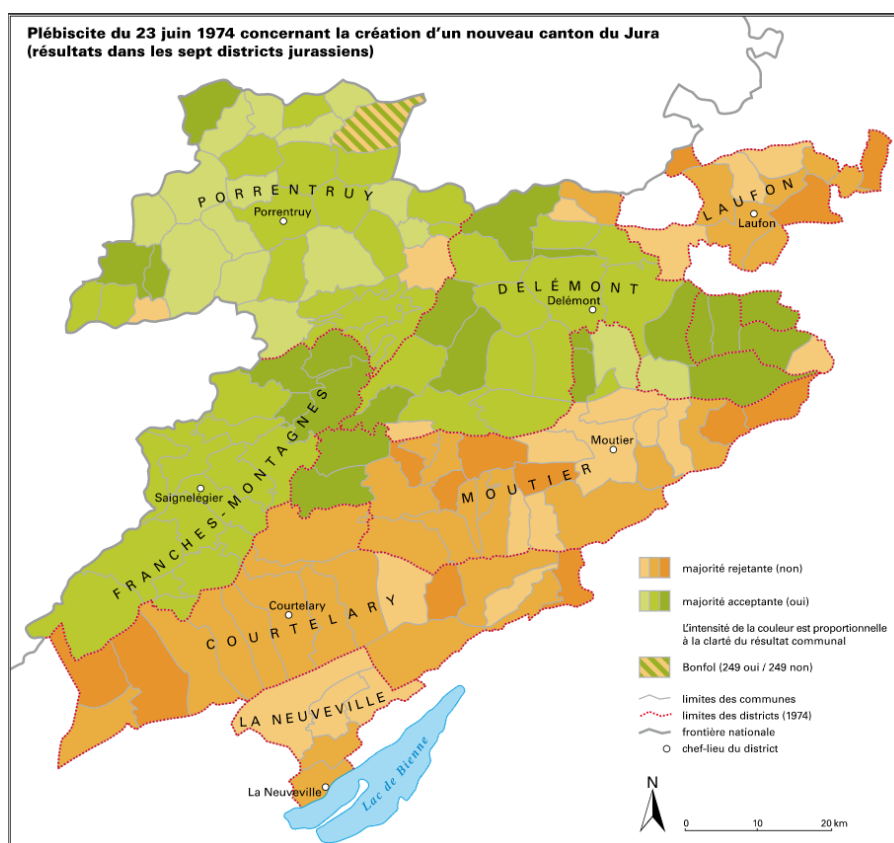 Plébiscite du 23 juin 1974 concernant la création d'un nouveau canton du Jura
(résultats dans les sept districts jurassiens)
PORRENTRUY
Porrentruy
LAUFON
Laufon
DELÉMONT
Delémont
FRANCHES-MONTAGNES
Saignelégier
Moutier
MOUTIER
Courtelary
COURTELARY
LA NEUVEVILLE
La Neuveville
Lac de Bienne
majorité rejetante (non)
majorité acceptante (oui)
L'intensité de la couleur est proportionnelle
à la clarté du résultat communal
Bonfol (249 oui / 249 non)
limites des communes
limites des districts (1974)
frontière nationale
chef-lieu du district
N
0 10 20 km